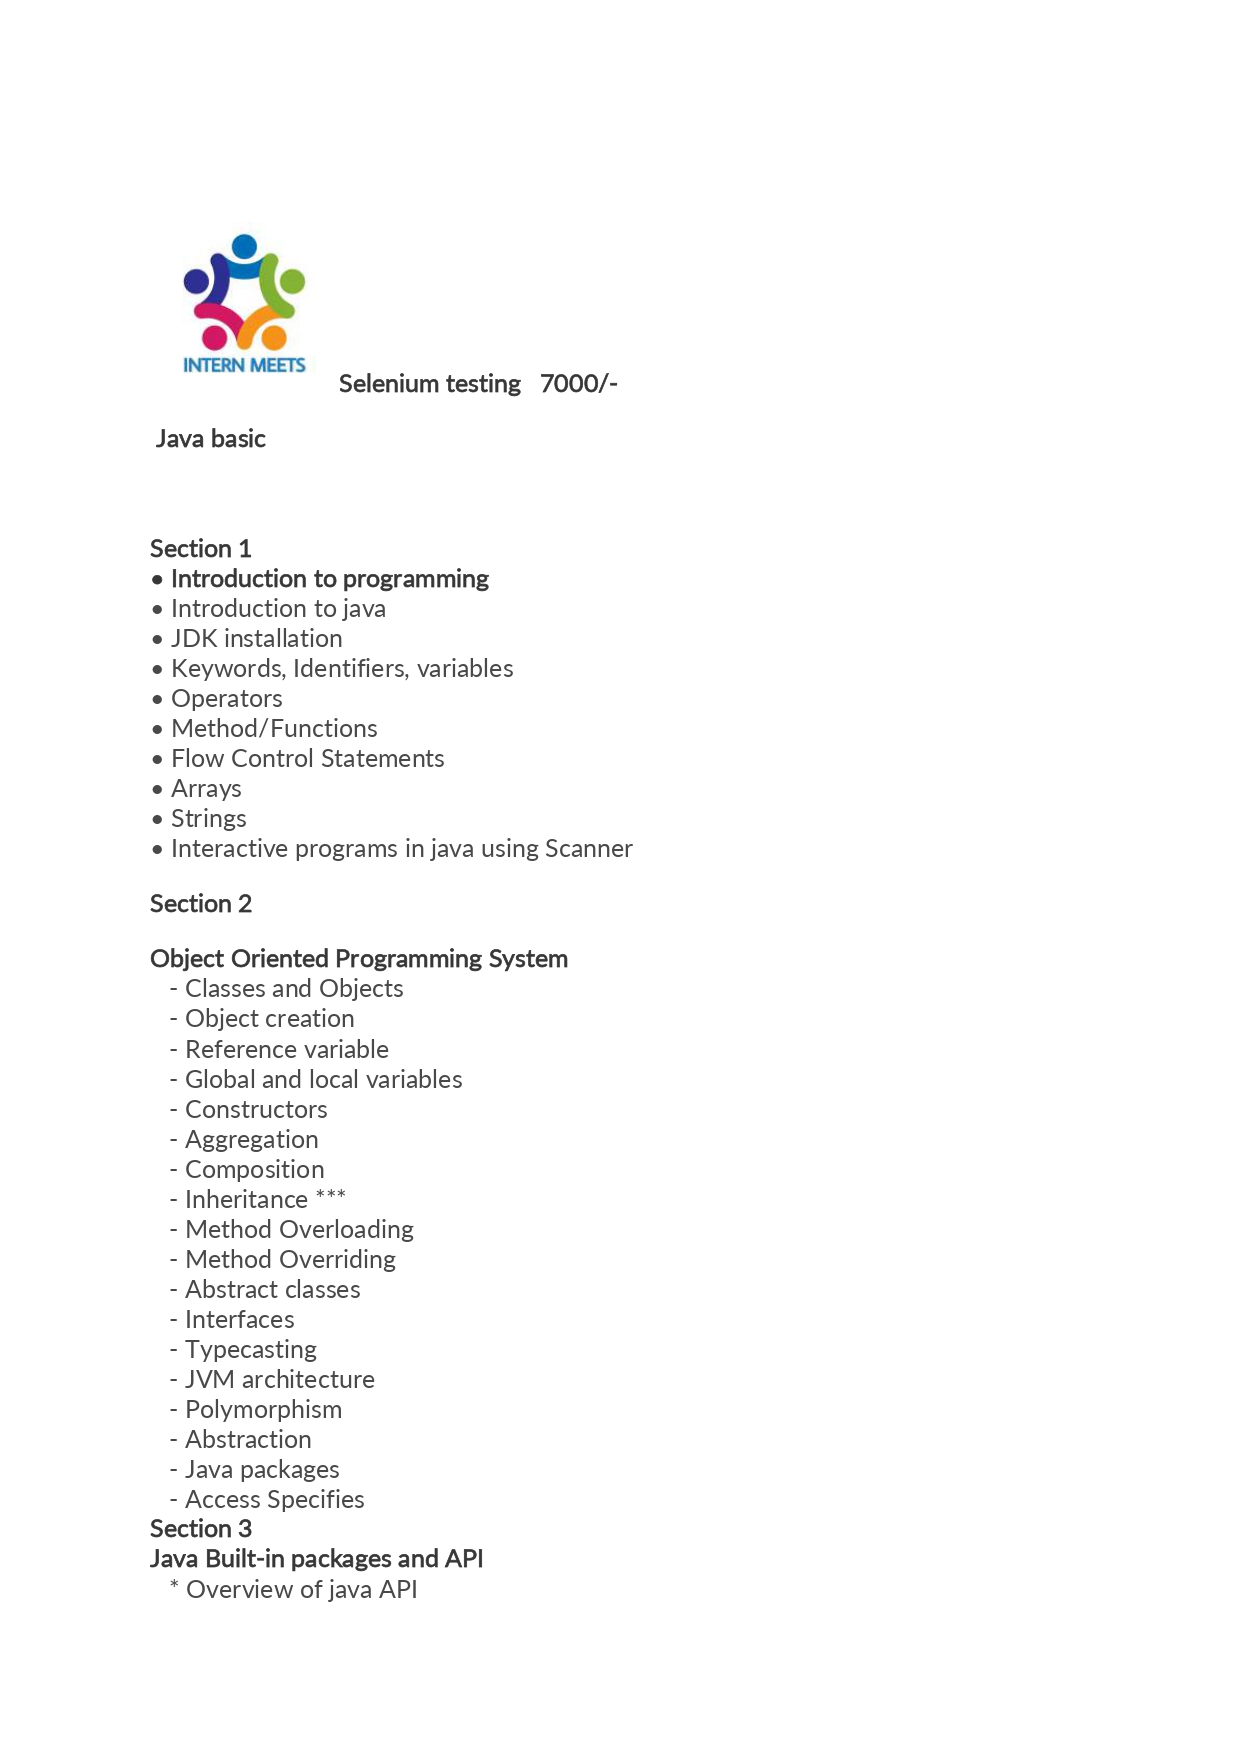 INTERN MEETS
Selenium testing 7000/-
Java basic
Section 1
• Introduction to programming
• Introduction to java
• JDK installation
• Keywords, Identifiers, variables
• Operators
• Method/Functions
• Flow Control Statements
• Arrays
• Strings
• Interactive programs in java using Scanner
Section 2
Object Oriented Programming System
- Classes and Objects
- Object creation
- Reference variable
- Global and local variables
- Constructors
- Aggregation
- Composition
- Inheritance ***
- Method Overloading
- Method Overriding
- Abstract classes
- Interfaces
- Typecasting
- JVM architecture
- Polymorphism
- Abstraction
- Java packages
- Access Specifies
Section 3
Java Built-in packages and API
* Overview of java API